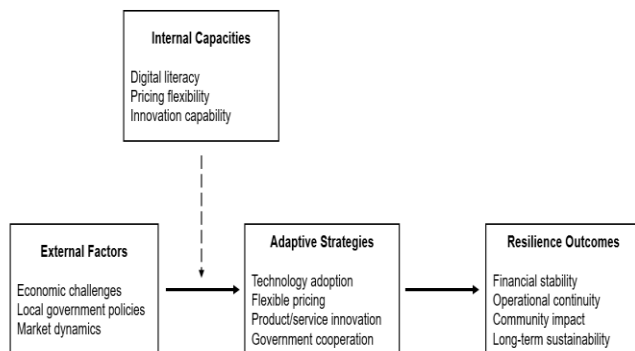 Internal Capacities
Digital literacy
Pricing flexibility
Innovation capability
External Factors
Economic challenges
Local government policies
Market dynamics
Adaptive Strategies
Technology adoption
Flexible pricing
Product/service innovation
Government cooperation
Resilience Outcomes
Financial stability
Operational continuity
Community impact
Long-term sustainability